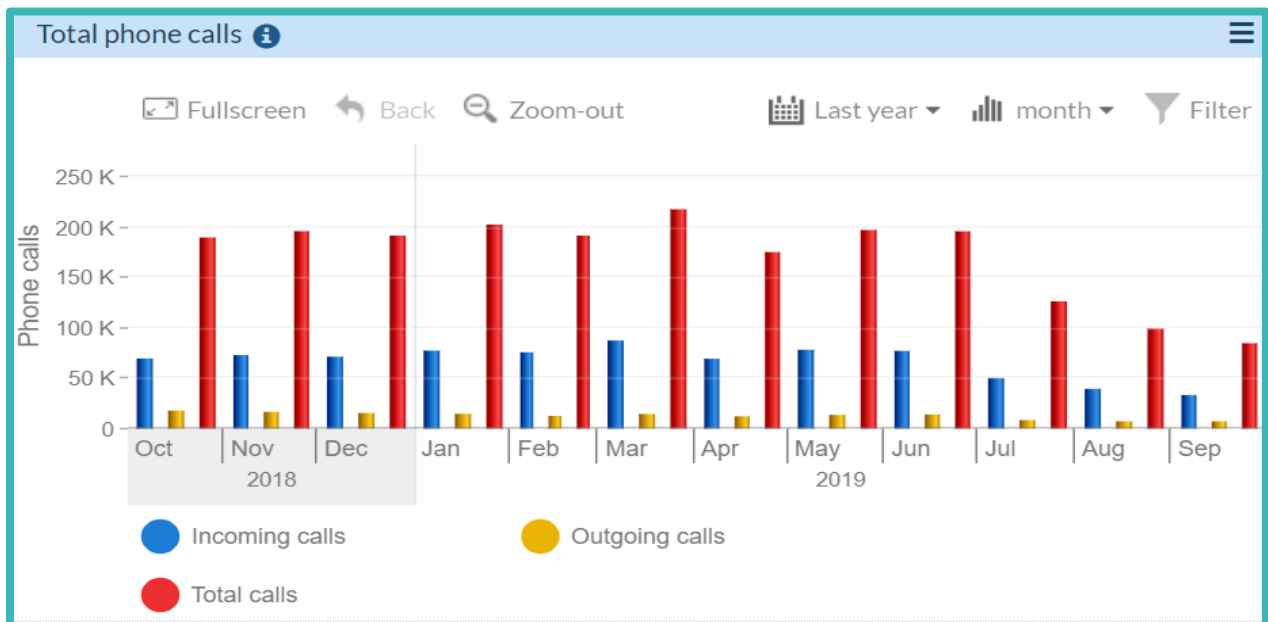 Total phone calls
Fullscreen Back Zoom-out Last year month Filter
250 K
200 K
150 K
100 K
50 K
0
Phone calls
Oct Nov Dec Jan Feb Mar Apr May Jun Jul Aug Sep
2018 2019
Incoming calls Outgoing calls
Total calls